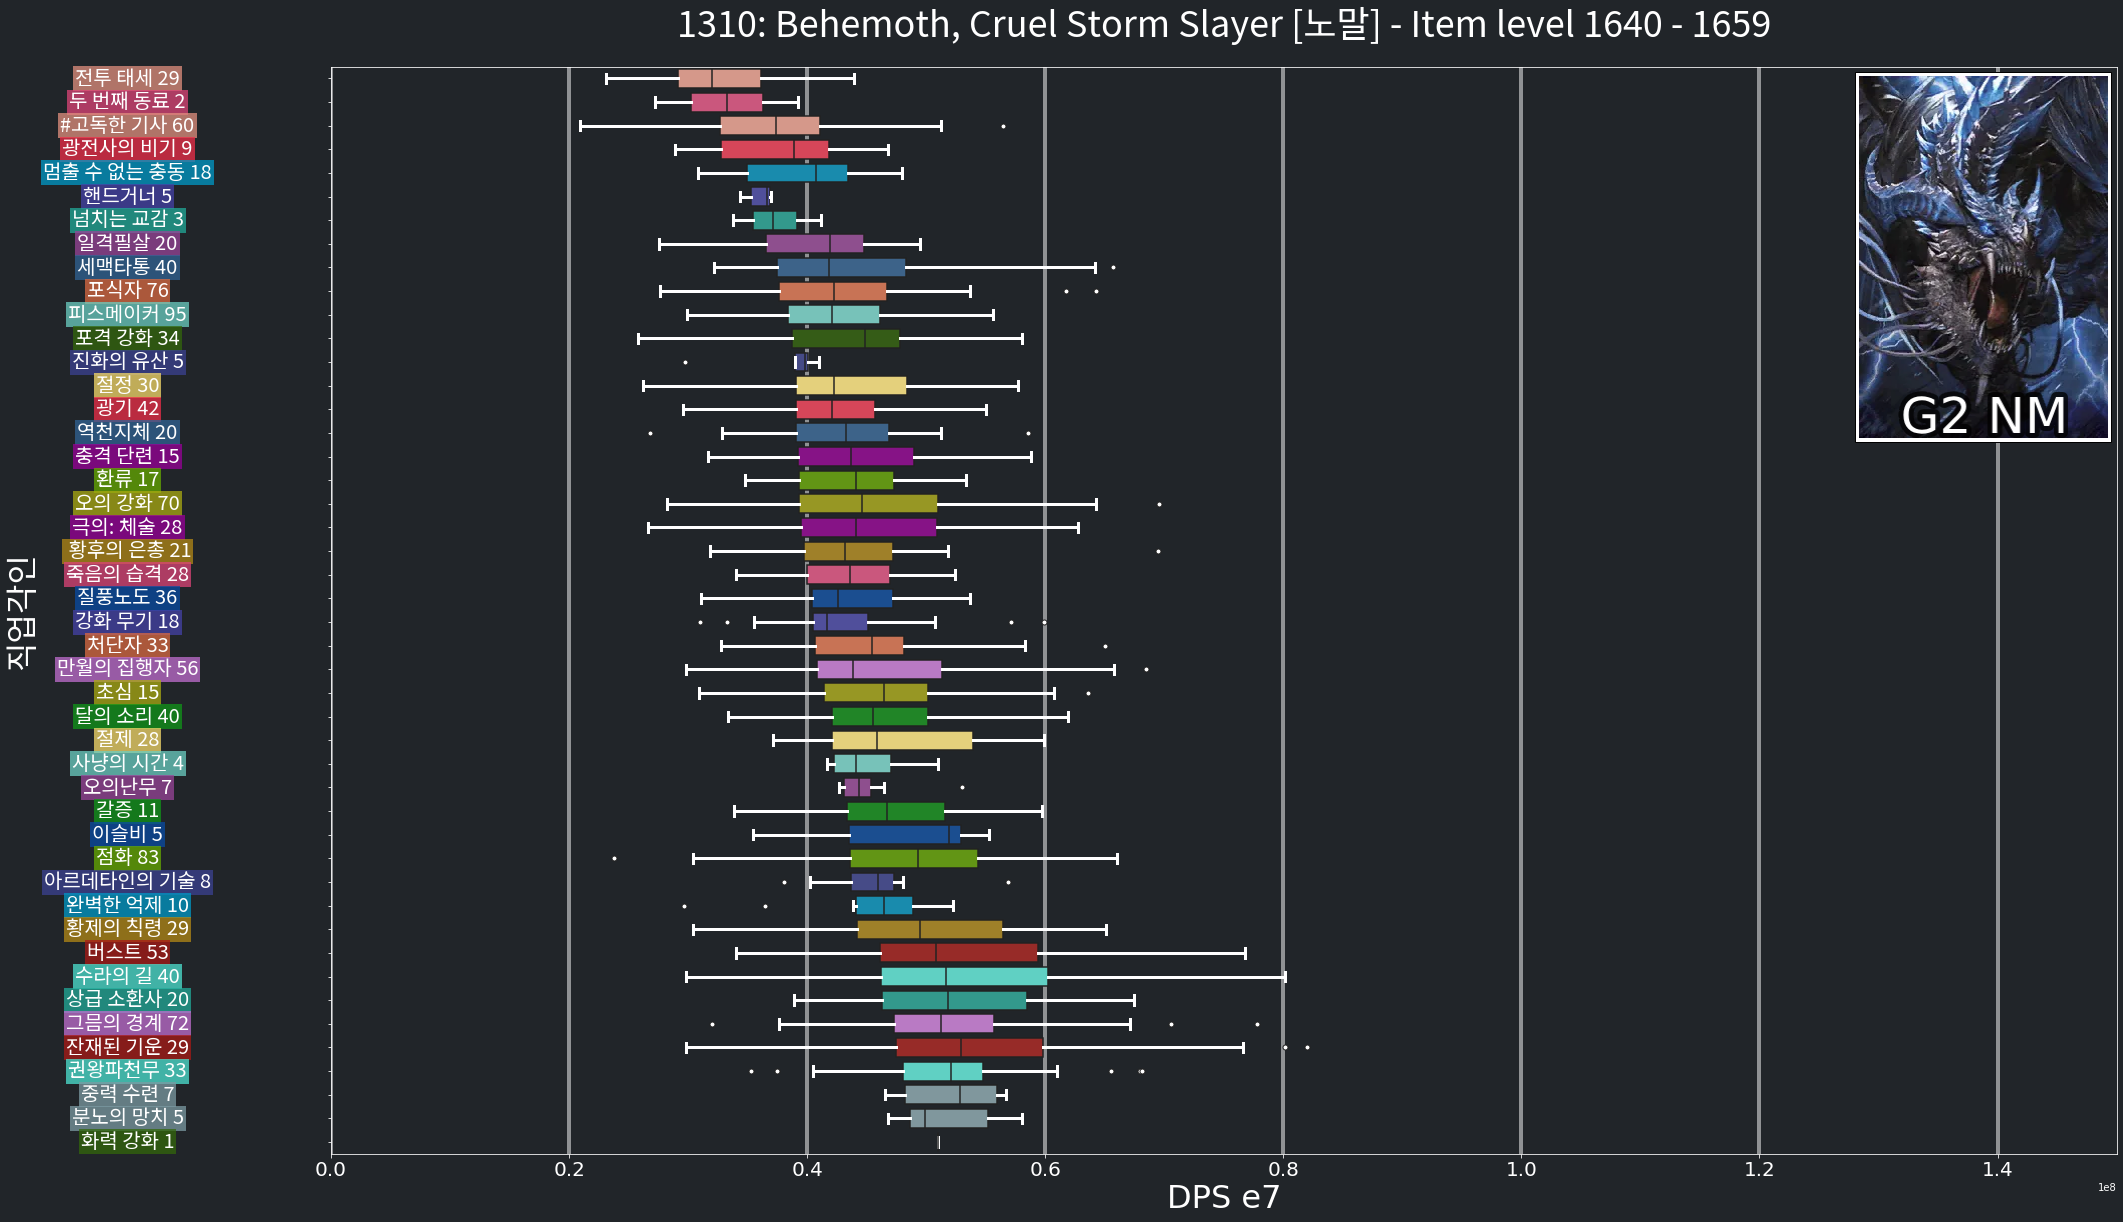 1310: Behemoth, Cruel Storm Slayer [노말] - Item level 1640 - 1659
전투 태세 29
두 번째 동료 2
#고독한 기사 60
광전사의 비기 9
멈출 수 없는 충동 18
핸드거너 5
넘치는 교감 3
일격필살 20
세맥타통 40
포식자 76
피스메이커 95
포격 강화 34
진화의 유산 5
절정 30
광기 42
역천지체 20
충격 단련 15
환류 17
오의 강화 70
극의: 체술 28
황후의 은총 21
죽음의 습격 28
질풍노도 36
강화 무기 18
처단자 33
만월의 집행자 56
초심 15
달의 소리 40
절제 28
사냥의 시간 4
오의난무 7
갈증 11
이슬비 5
점화 83
아르데타인의 기술 8
완벽한 억제 10
황제의 칙령 29
버스트 53
수라의 길 40
상급 소환사 20
그믐의 경계 72
잔재된 기운 29
권왕파천무 33
중력 수련 7
분노의 망치 5
화력 강화 1
직업각인
G2 NM
0.0 0.2 0.4 0.6 0.8 1.0 1.2 1.4
1e8
DPS e7